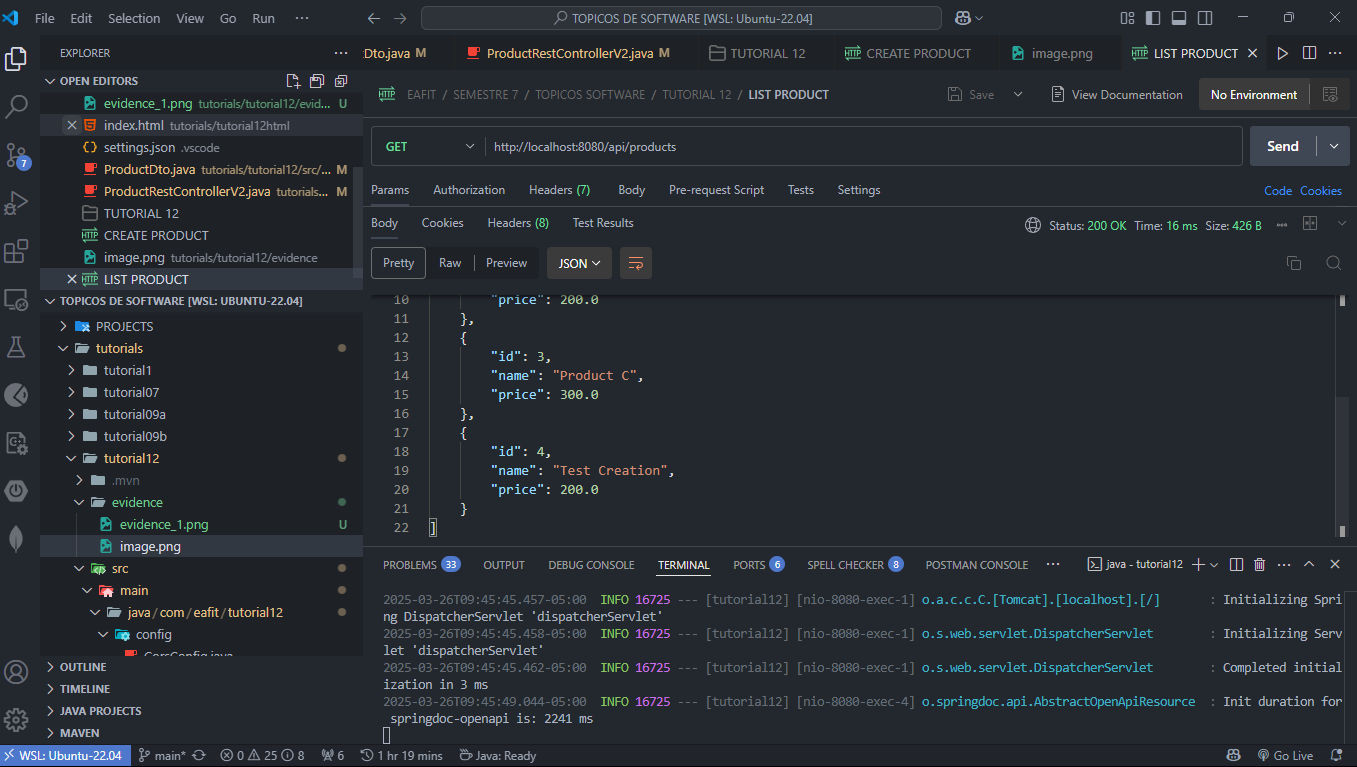 File Edit Selection View Go Run ··· TOPICOS DE SOFTWARE [WSL: Ubuntu-22.04]
EXPLORER ···
Dto.java M ProductRestControllerV2.java M TUTORIAL 12 CREATE PRODUCT image.png LIST PRODUCT ···
OPEN EDITORS
evidence_1.png tutorials/tutorial12/evid... U
index.html tutorials/tutorial12html
settings.json .vscode
ProductDto.java tutorials/tutorial12/src/... M
ProductRestControllerV2.java tutorials... M
TUTORIAL 12
CREATE PRODUCT
image.png tutorials/tutorial12/evidence
LIST PRODUCT
TOPICOS DE SOFTWARE [WSL: UBUNTU-22.04]
PROJECTS
tutorials
tutorial1
tutorial07
tutorial09a
tutorial09b
tutorial12
.mvn
evidence
evidence_1.png U
image.png
src
main
java / com / eafit / tutorial12
config
CorsConfig.java
OUTLINE
TIMELINE
JAVA PROJECTS
MAVEN
7
EAFIT / SEMESTRE 7 / TOPICOS SOFTWARE / TUTORIAL 12 / LIST PRODUCT Save View Documentation No Environment
GET http://localhost:8080/api/products Send
Params Authorization Headers (7) Body Pre-request Script Tests Settings Code Cookies
Body Cookies Headers (8) Test Results Status: 200 OK Time: 16 ms Size: 426 B ···
Pretty Raw Preview JSON
10 "price": 200.0
11 },
12 {
13 "id": 3,
14 "name": "Product C",
15 "price": 300.0
16 },
17 {
18 "id": 4,
19 "name": "Test Creation",
20 "price": 200.0
21 }
22 ]
PROBLEMS 33 OUTPUT DEBUG CONSOLE TERMINAL PORTS 6 SPELL CHECKER 8 POSTMAN CONSOLE ··· java - tutorial12 ···
2025-03-26T09:45:45.457-05:00 INFO 16725 --- [tutorial12] [nio-8080-exec-1] o.a.c.c.C.[Tomcat].[localhost].[/] : Initializing Spri
ng DispatcherServlet 'dispatcherServlet'
2025-03-26T09:45:45.458-05:00 INFO 16725 --- [tutorial12] [nio-8080-exec-1] o.s.web.servlet.DispatcherServlet : Initializing Serv
let 'dispatcherServlet'
2025-03-26T09:45:45.462-05:00 INFO 16725 --- [tutorial12] [nio-8080-exec-1] o.s.web.servlet.DispatcherServlet : Completed initial
ization in 3 ms
2025-03-26T09:45:49.044-05:00 INFO 16725 --- [tutorial12] [nio-8080-exec-4] o.springdoc.api.AbstractOpenApiResource : Init duration for
springdoc-openapi is: 2241 ms
WSL: Ubuntu-22.04 main* 0 25 8 6 1 hr 19 mins Java: Ready Go Live